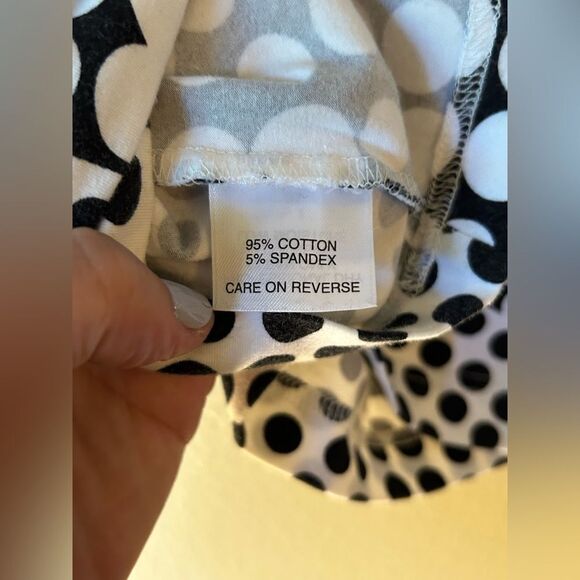 95% COTTON
5% SPANDEX
CARE ON REVERSE